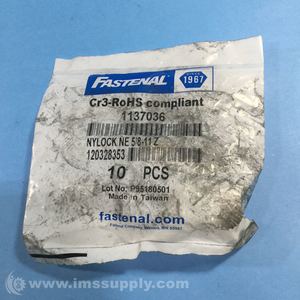 FASTENAL
1967
Cr3-RoHS compliant
1137036
NYLOCK NE 5/8-11 Z
120328353
10 PCS
Lot No: P95180501
Made in Taiwan
fastenal.com
© www.imssupply.com